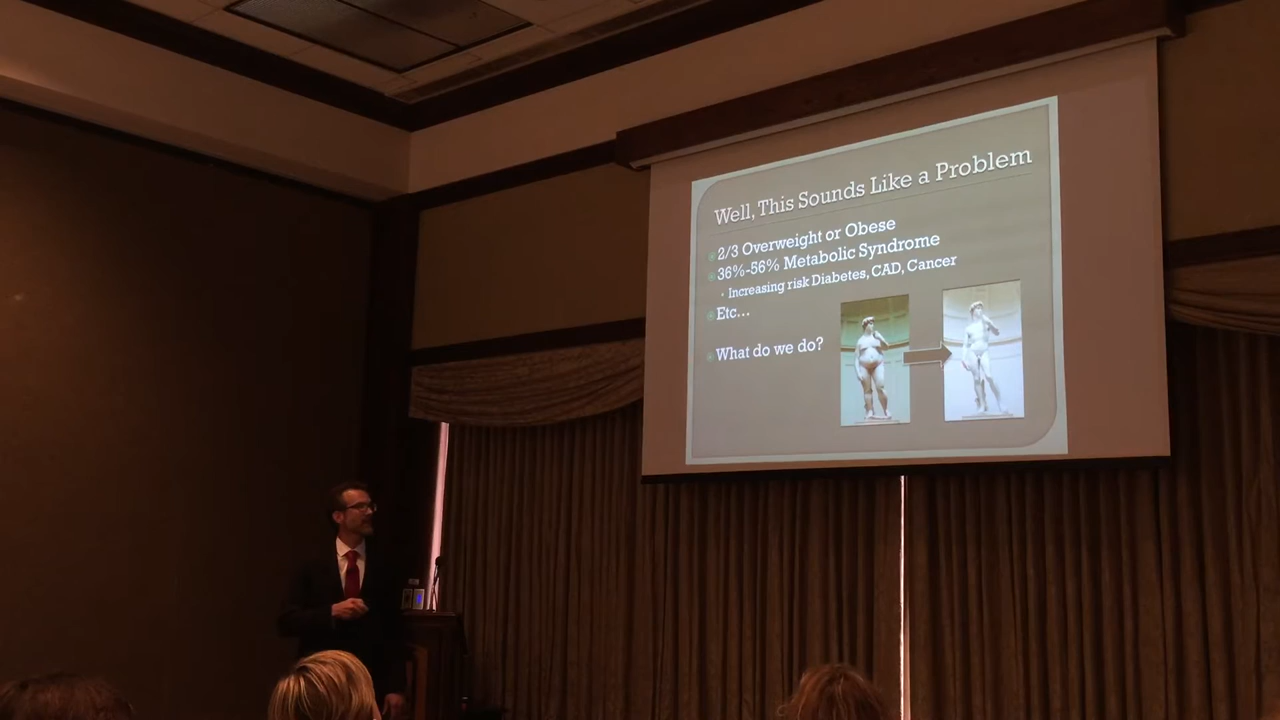 Well, This Sounds Like a Problem
2/3 Overweight or Obese
36%-56% Metabolic Syndrome
Increasing risk Diabetes, CAD, Cancer
Etc...
What do we do?